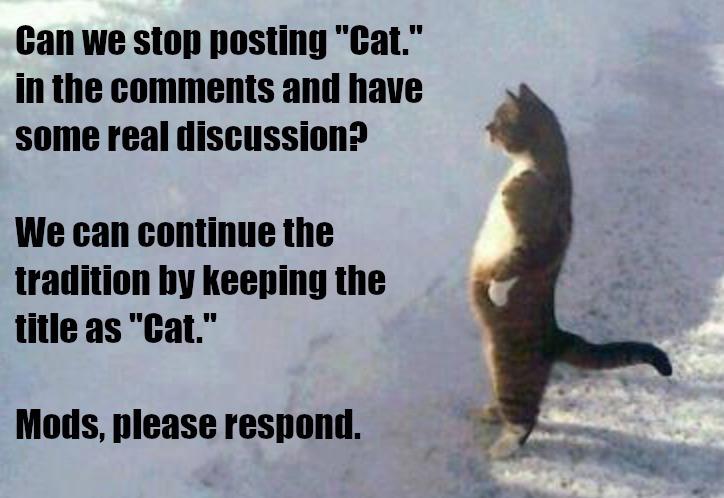 Can we stop posting "Cat."
in the comments and have
some real discussion?
We can continue the
tradition by keeping the
title as "Cat."
Mods, please respond.